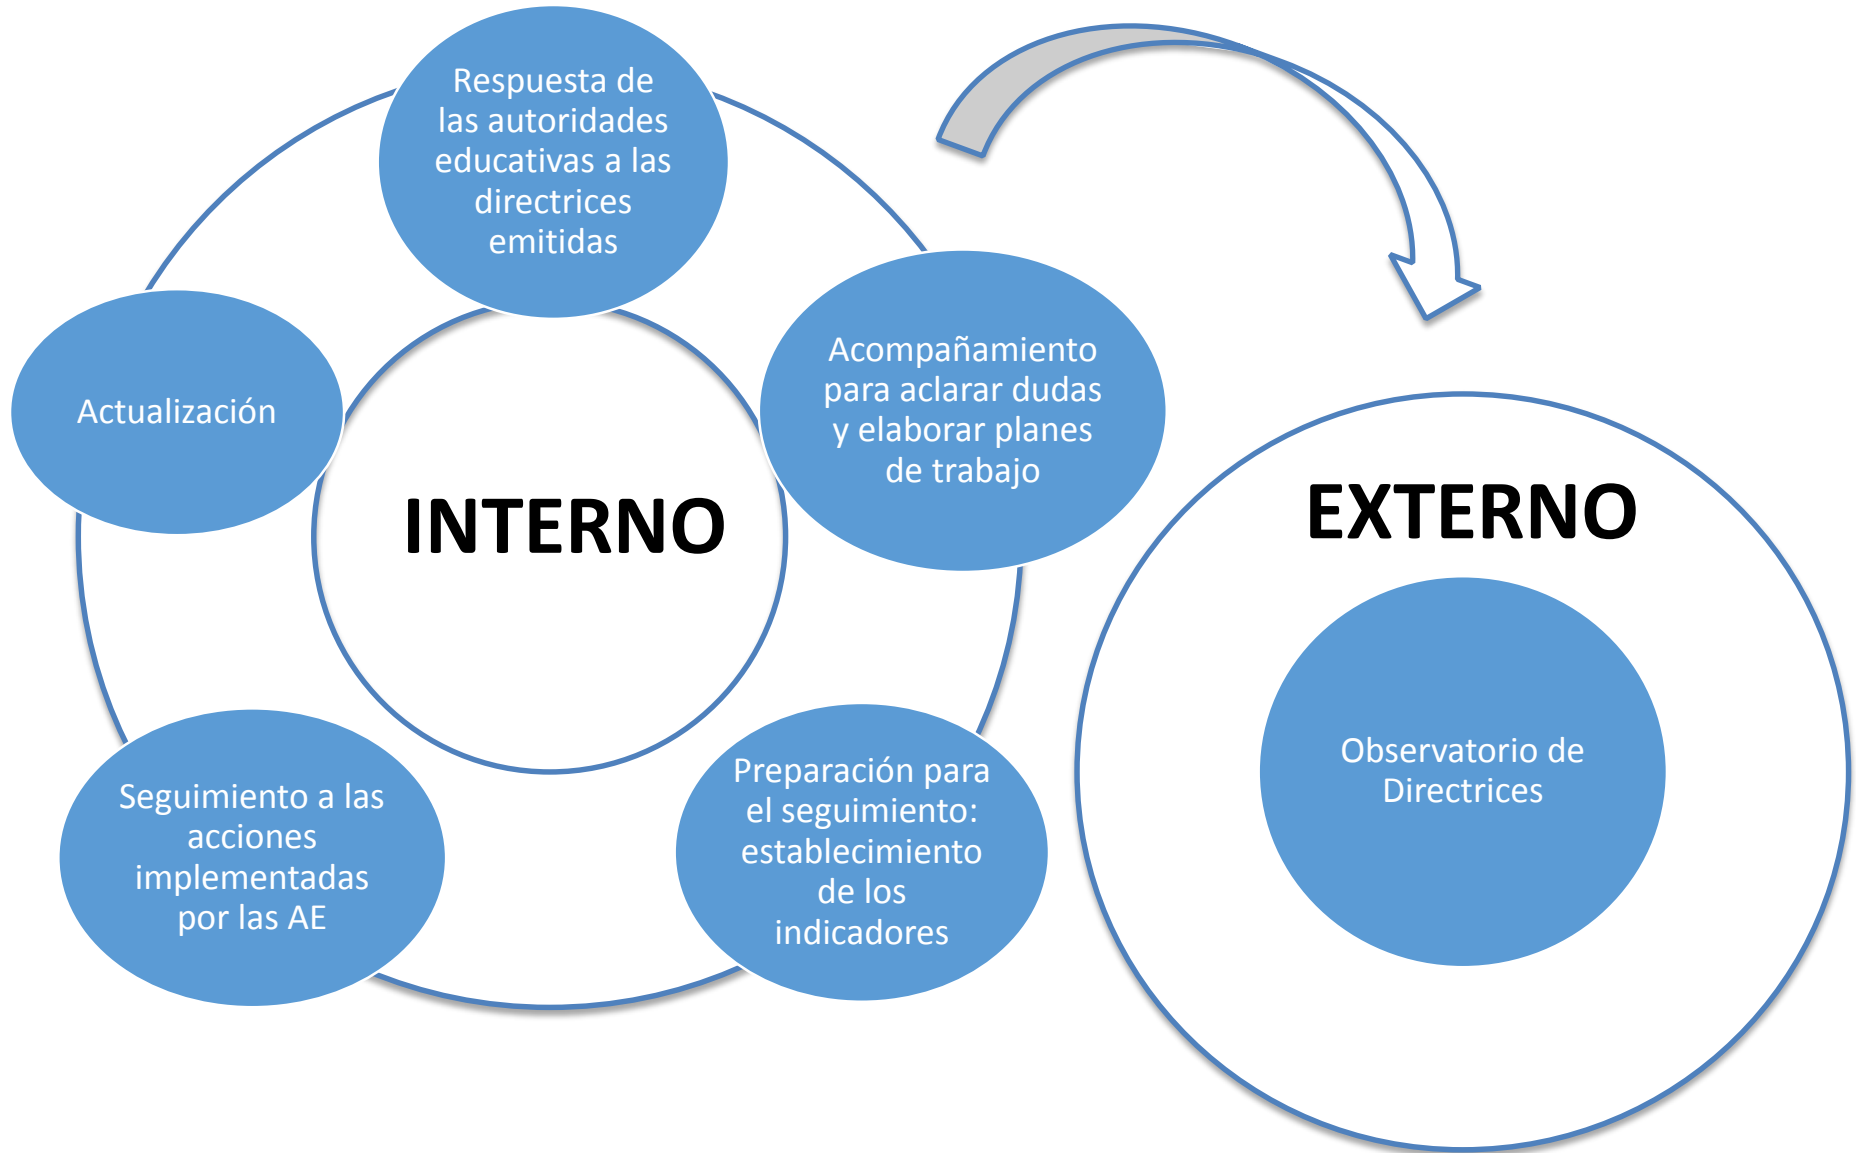 Respuesta de
las autoridades
educativas a las
directrices
emitidas
Acompañamiento
para aclarar dudas
y elaborar planes
de trabajo
Preparación para
el seguimiento:
establecimiento
de los
indicadores
Seguimiento a las
acciones
implementadas
por las AE
Actualización
INTERNO
EXTERNO
Observatorio de
Directrices